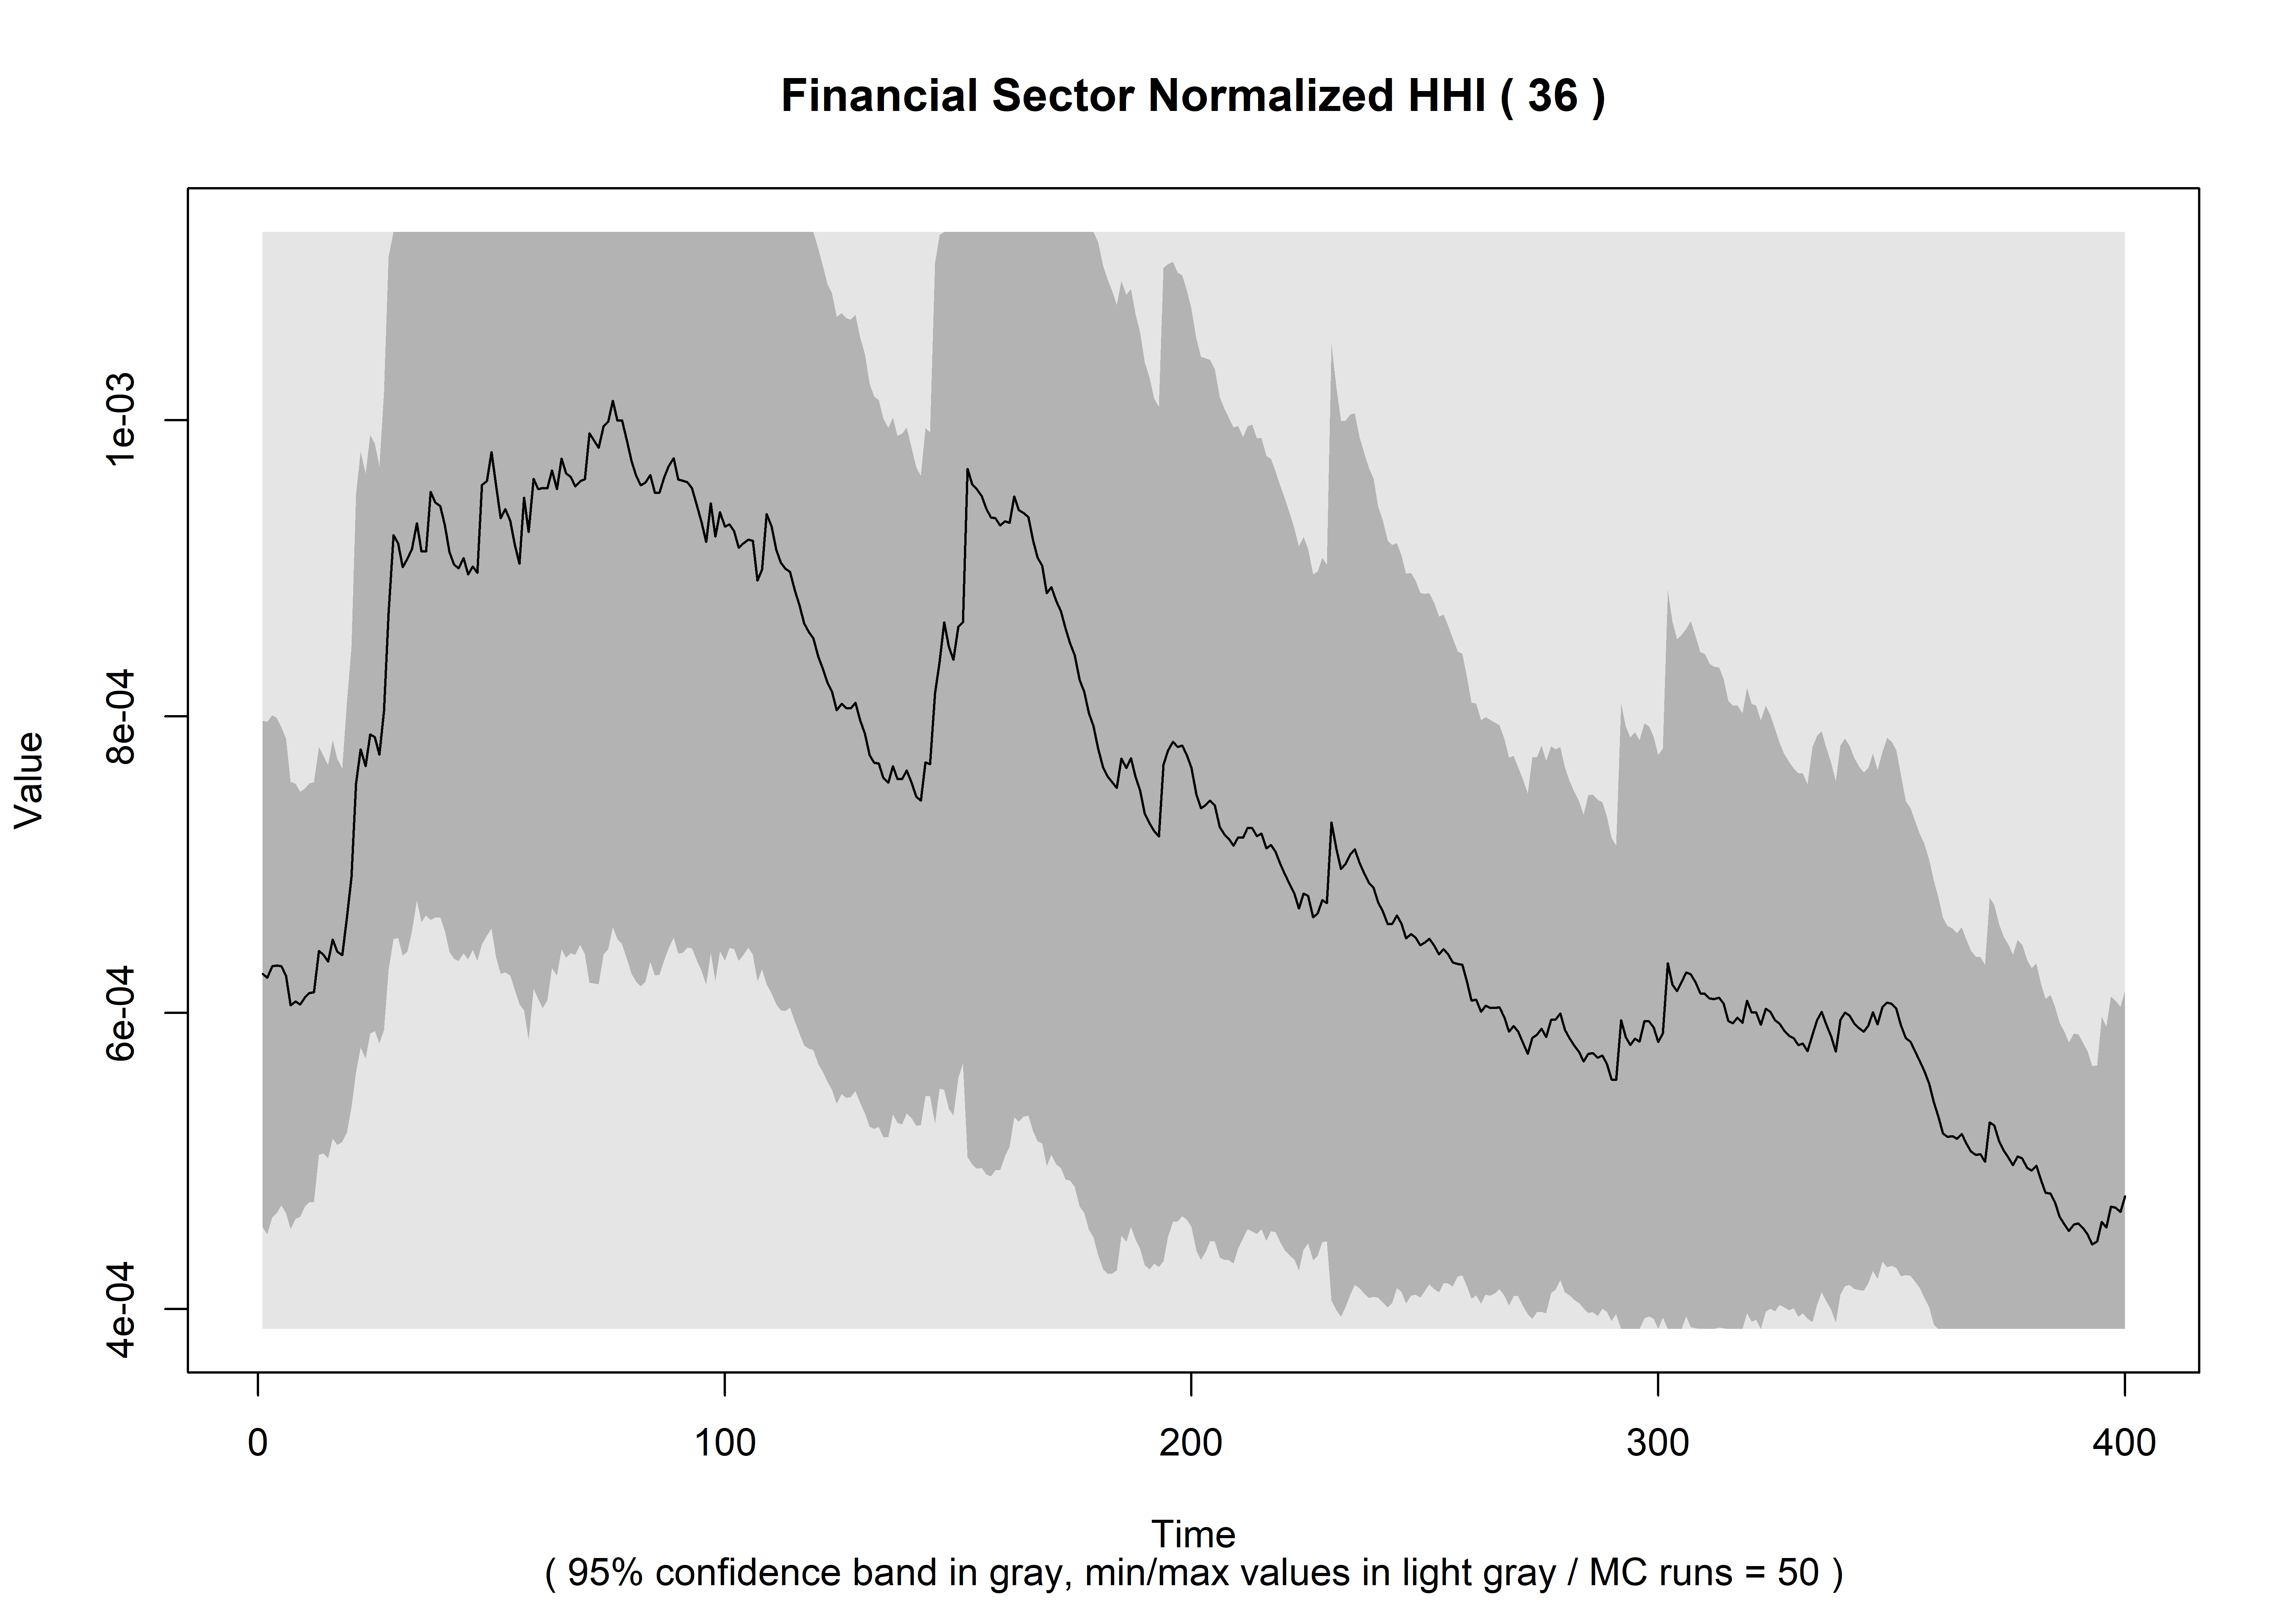 Financial Sector Normalized HHI ( 36 )
Value
1e-03
8e-04
6e-04
4e-04
0 100 200 300 400
Time
( 95% confidence band in gray, min/max values in light gray / MC runs = 50 )